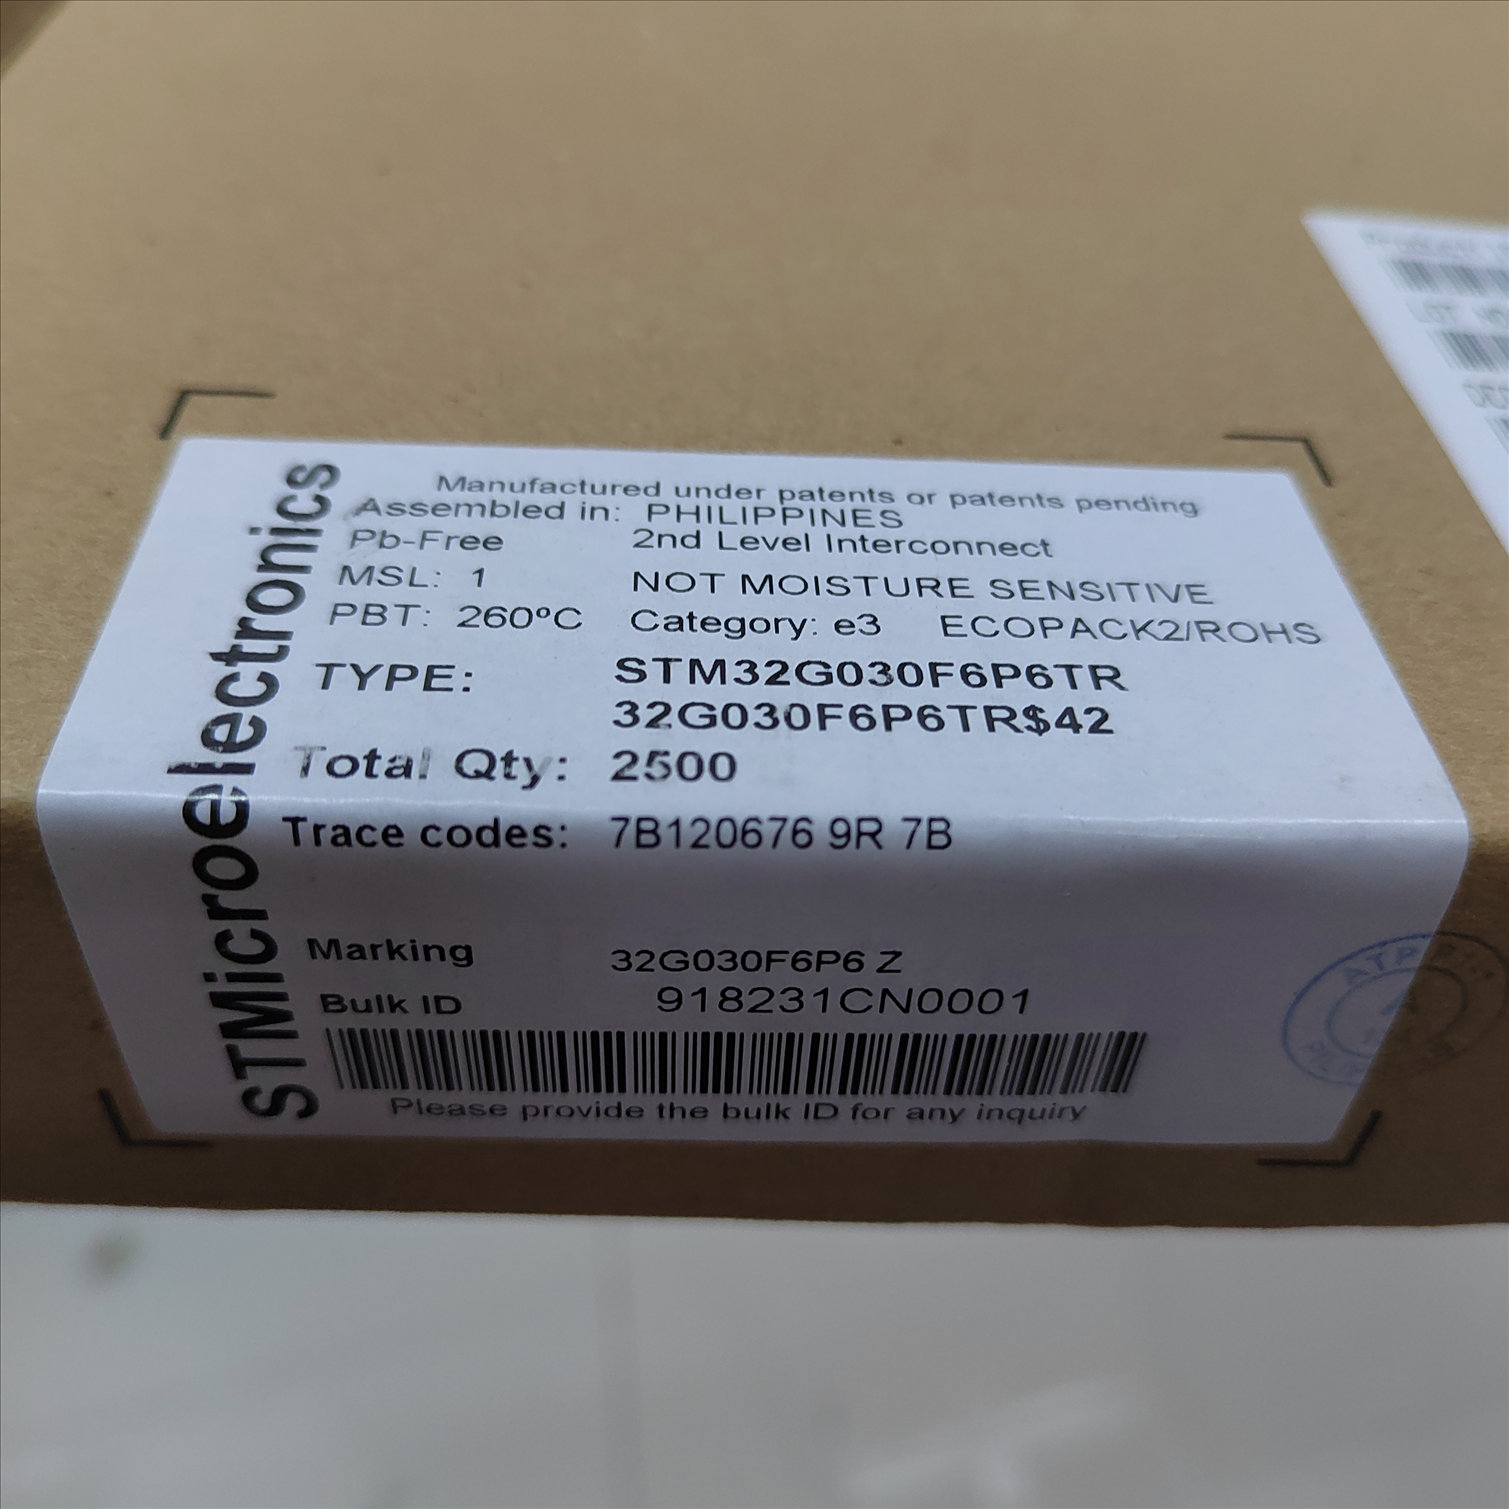 STMicroelectronics
Manufactured under patents or patents pending
Assembled in: PHILIPPINES
Pb-Free 2nd Level Interconnect
MSL: 1 NOT MOISTURE SENSITIVE
PBT: 260ºC Category: e3 ECOPACK2/ROHS
TYPE: STM32G030F6P6TR
32G030F6P6TR$42
Total Qty: 2500
Trace codes: 7B120676 9R 7B
Marking 32G030F6P6 Z
Bulk ID 918231CN0001
Please provide the bulk ID for any inquiry
LOT